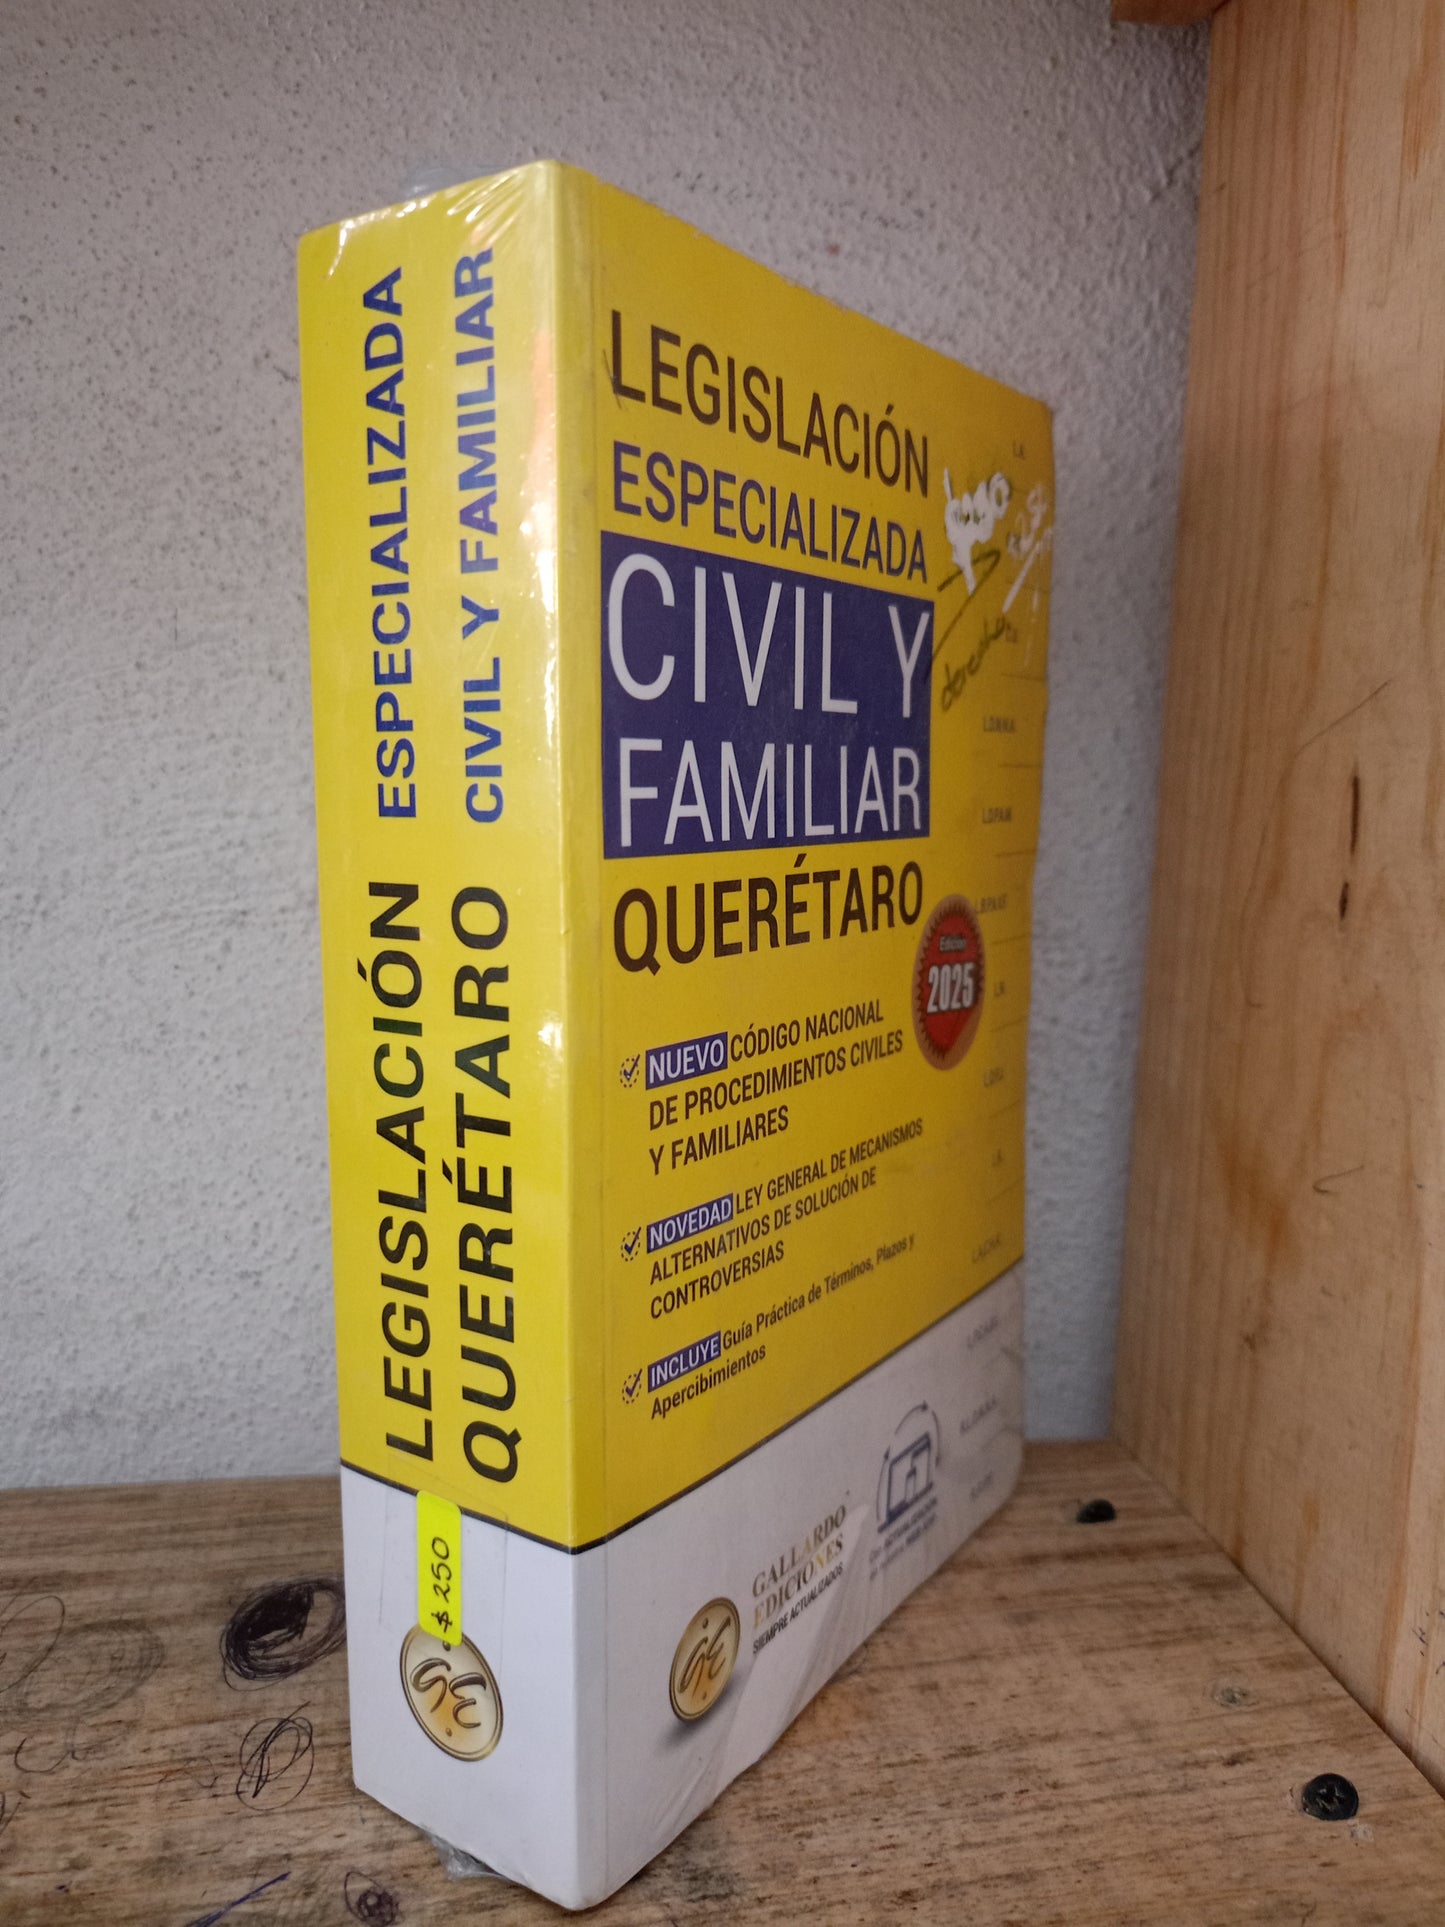 LEGISLACIÓN ESPECIALIZADA
QUERÉTARO CIVIL Y FAMILIAR
$250
LEGISLACIÓN
ESPECIALIZADA
CIVIL Y
FAMILIAR
QUERÉTARO
Edición
2025
NUEVO CÓDIGO NACIONAL
DE PROCEDIMIENTOS CIVILES
Y FAMILIARES
NOVEDAD LEY GENERAL DE MECANISMOS
ALTERNATIVOS DE SOLUCIÓN DE
CONTROVERSIAS
INCLUYE Guía Práctica de Términos, Plazos y
Apercibimientos
derecho
GALLARDO
EDICIONES
SIEMPRE ACTUALIZADOS